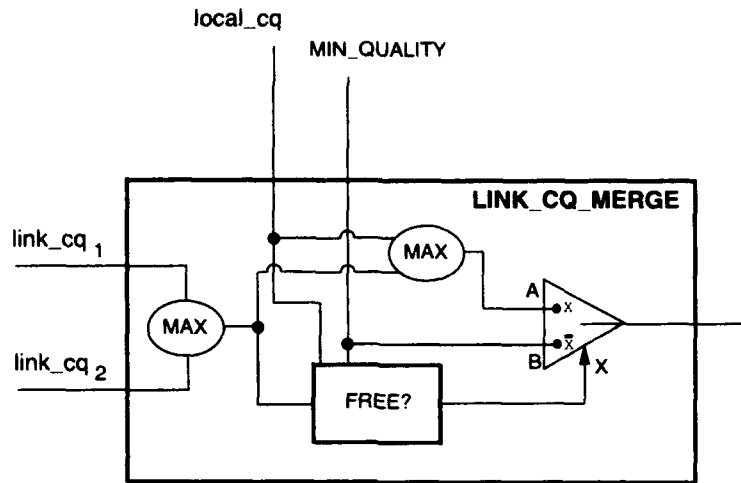 local_cq
MIN_QUALITY
LINK_CQ_MERGE
link_cq 1
MAX
A
x
MAX
x̄
B
X
link_cq 2
FREE?